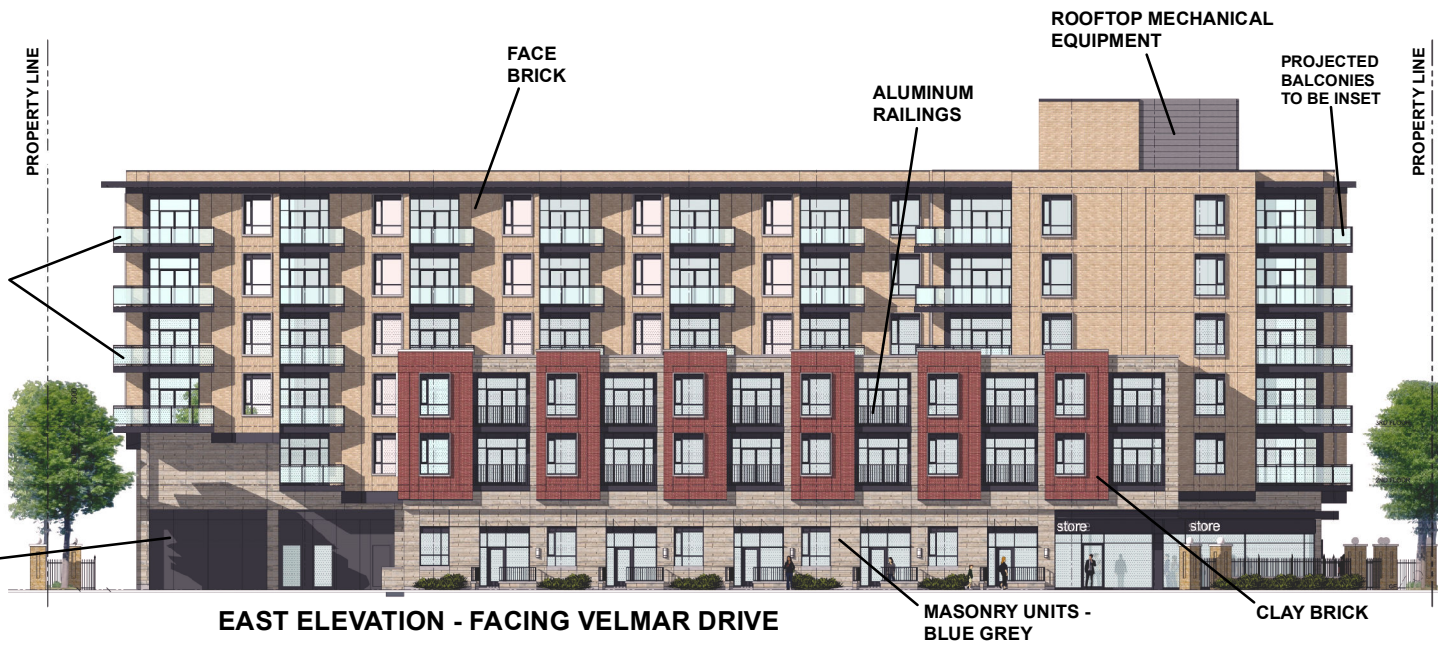 ROOFTOP MECHANICAL
EQUIPMENT
PROPERTY LINE
FACE
BRICK
ALUMINUM
RAILINGS
PROJECTED
BALCONIES
TO BE INSET
PROPERTY LINE
store
store
EAST ELEVATION - FACING VELMAR DRIVE
MASONRY UNITS -
BLUE GREY
CLAY BRICK